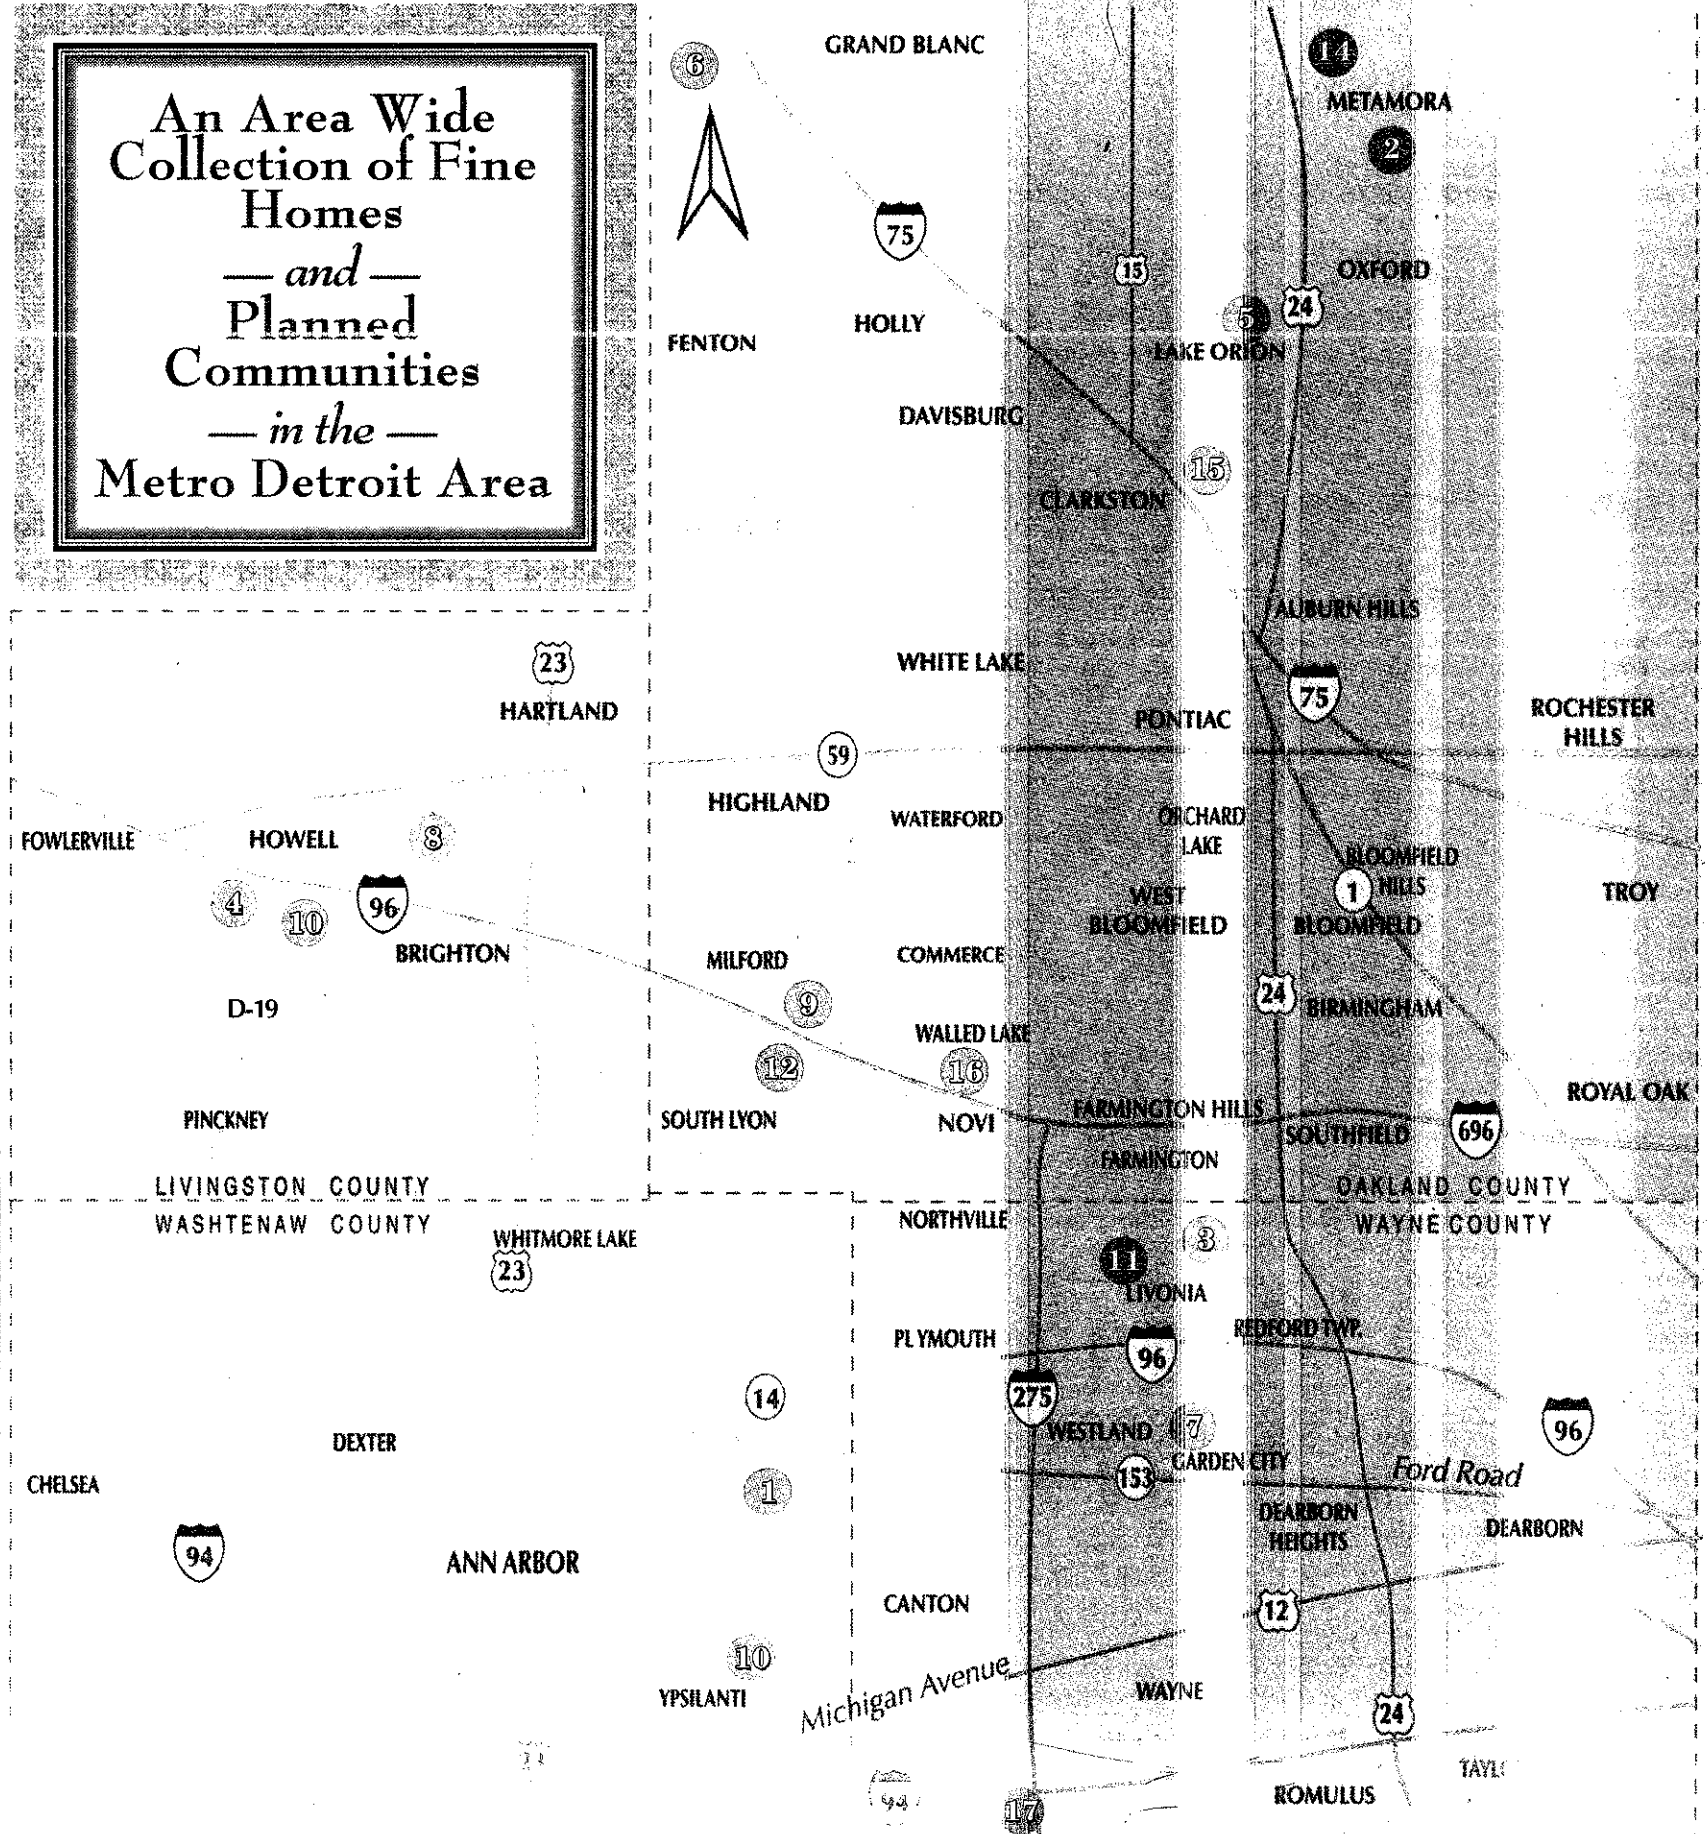 An Area Wide
Collection of Fine
Homes
— and —
Planned
Communities
— in the —
Metro Detroit Area
6
GRAND BLANC
14
METAMORA
2
75
15
OXFORD
24
5
HOLLY
FENTON
LAKE ORION
DAVISBURG
15
CLARKSTON
AUBURN HILLS
23
WHITE LAKE
75
HARTLAND
PONTIAC
ROCHESTER
HILLS
59
HIGHLAND
WATERFORD
ORCHARD
LAKE
FOWLERVILLE
HOWELL
8
BLOOMFIELD
HILLS
1
TROY
4
10
96
WEST
BLOOMFIELD
BLOOMFIELD
BRIGHTON
MILFORD
COMMERCE
D-19
9
24
BIRMINGHAM
WALLED LAKE
12
16
ROYAL OAK
PINCKNEY
SOUTH LYON
NOVI
FARMINGTON HILLS
SOUTHFIELD
696
FARMINGTON
LIVINGSTON COUNTY
OAKLAND COUNTY
WASHTENAW COUNTY
WAYNE COUNTY
NORTHVILLE
WHITMORE LAKE
23
3
11
LIVONIA
PLYMOUTH
REDFORD TWP.
96
14
275
96
DEXTER
WESTLAND
7
GARDEN CITY
153
Ford Road
CHELSEA
1
DEARBORN
HEIGHTS
DEARBORN
94
ANN ARBOR
CANTON
12
10
YPSILANTI
Michigan Avenue
WAYNE
24
94
17
ROMULUS